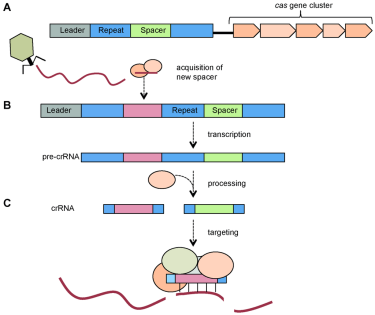 A
cas gene cluster
Leader Repeat Spacer
acquisition of
new spacer
B
Leader Repeat Spacer
transcription
pre-crRNA
processing
C
crRNA
targeting